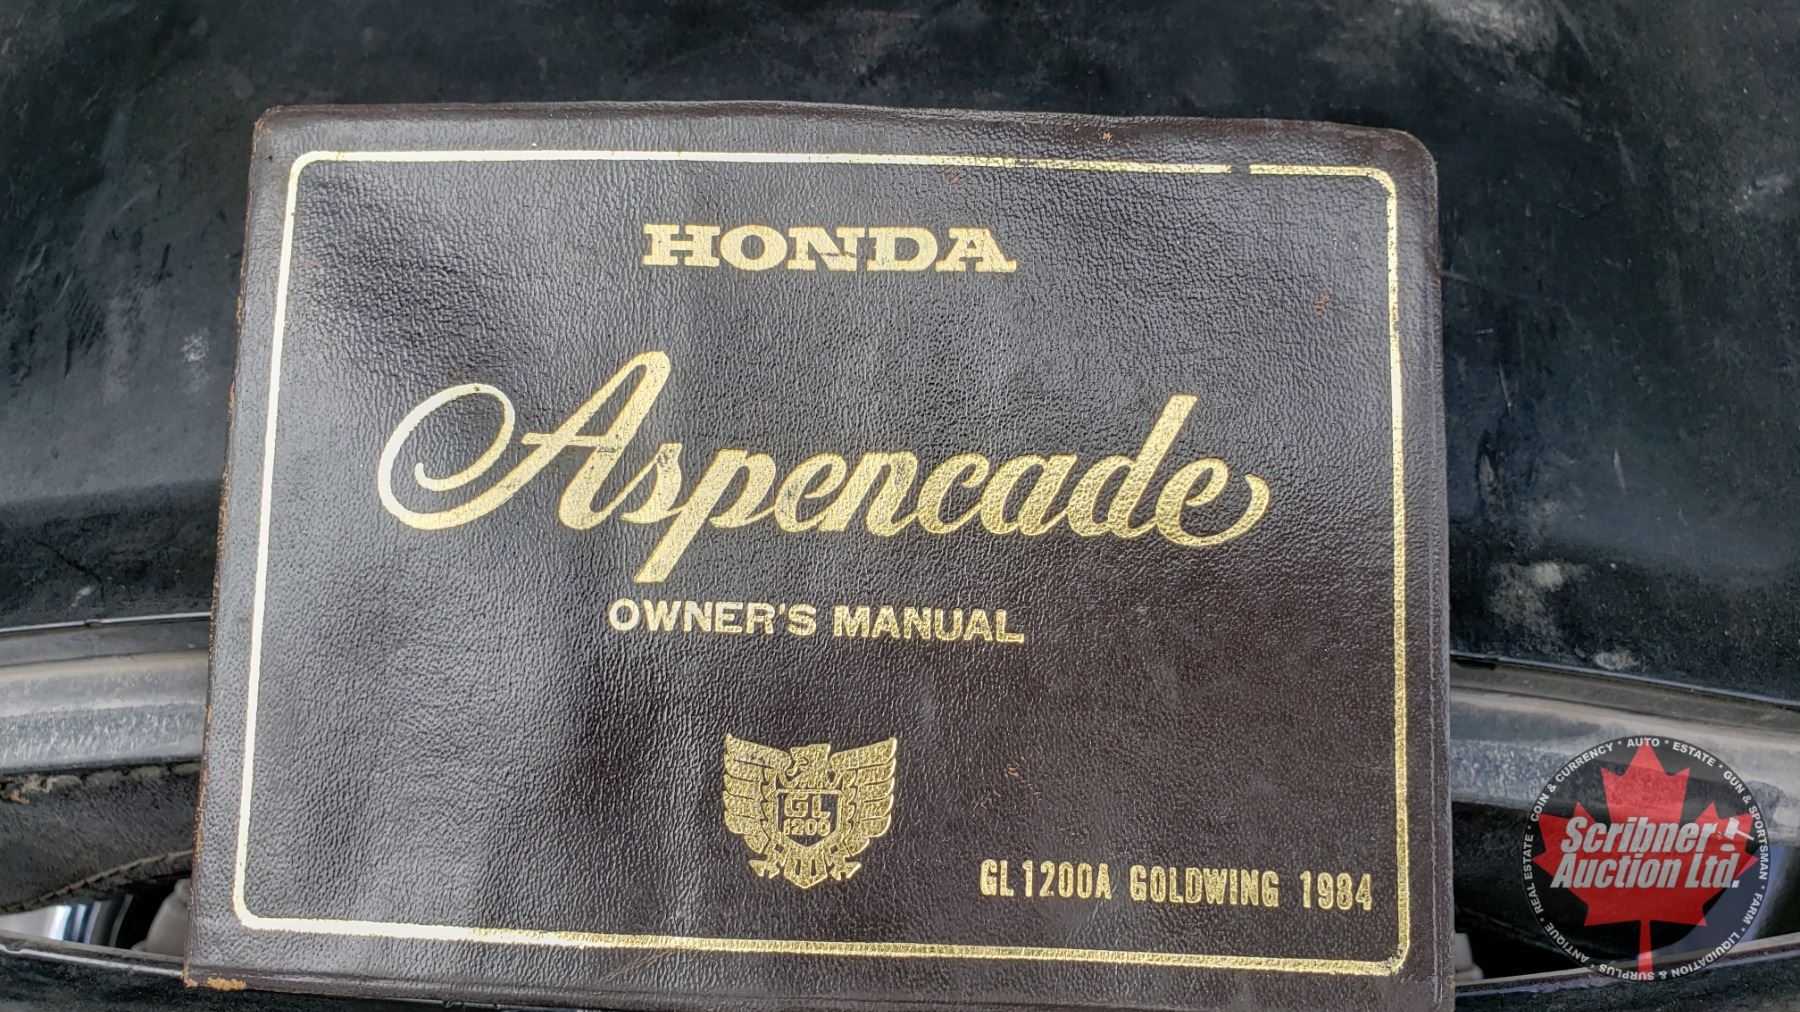 HONDA
Aspencade
OWNER'S MANUAL
GL
1200
GL1200A GOLDWING 1984
Scribner
Auction Ltd.
COIN & CURRENCY * AUTO * ESTATE * GUN & SPORTSMAN * FARM * LIQUIDATION & SURPLUS * ANTIQUE * REAL ESTATE *